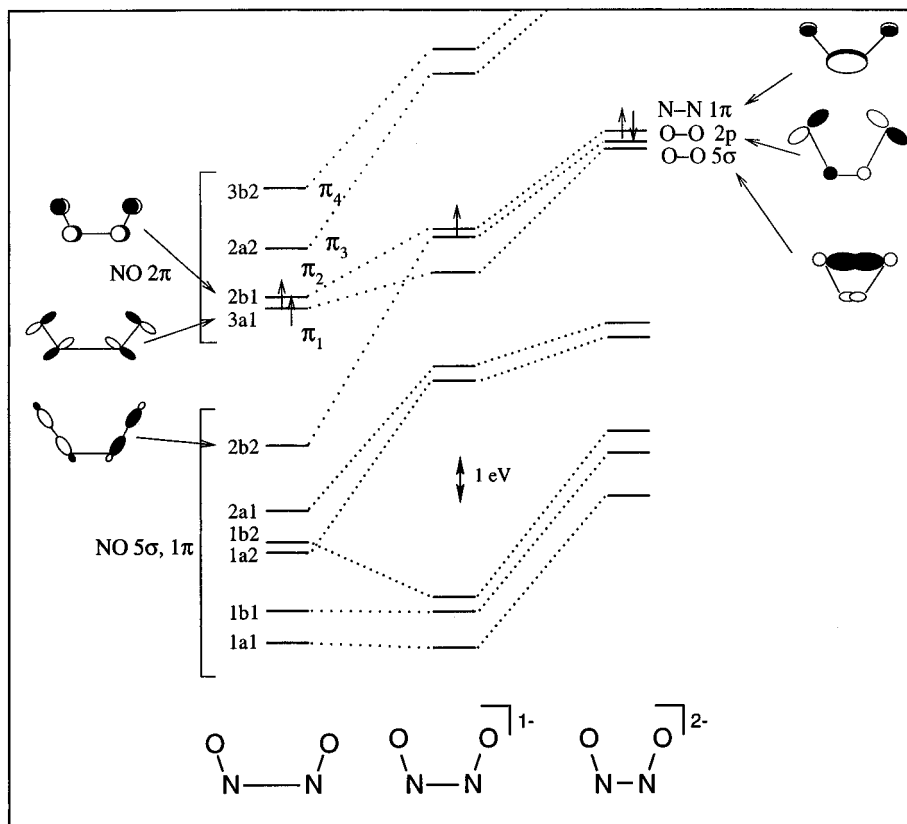 N–N 1π
O–O 2p
O–O 5σ
3b2 π₄
2a2 π₃
NO 2π
π₂
2b1
3a1
π₁
2b2
1 eV
2a1
1b2
NO 5σ, 1π
1a2
1b1
1a1
1- 2-
O O O O O O
N N N N N N